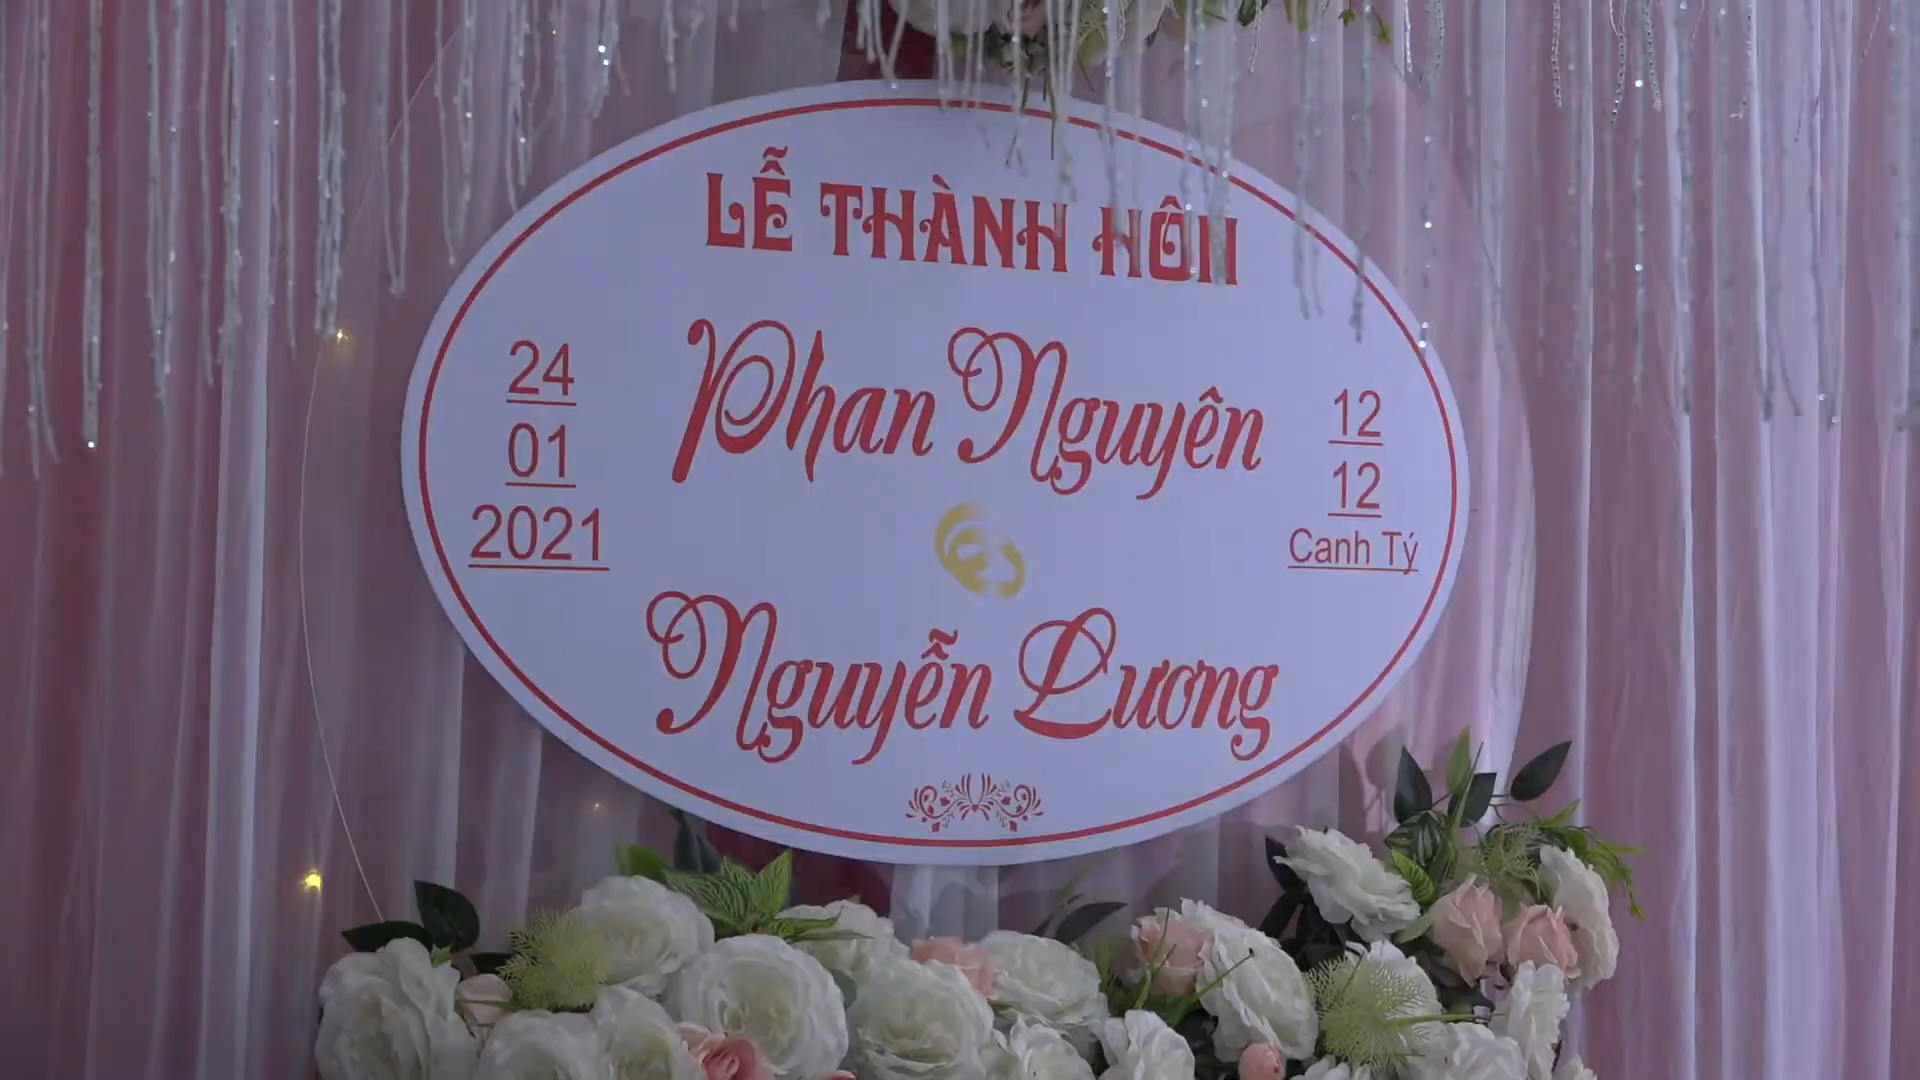 LỄ THÀNH HÔN
24
01
2021
Phan Nguyên
12
12
Canh Tý
Nguyễn Lương